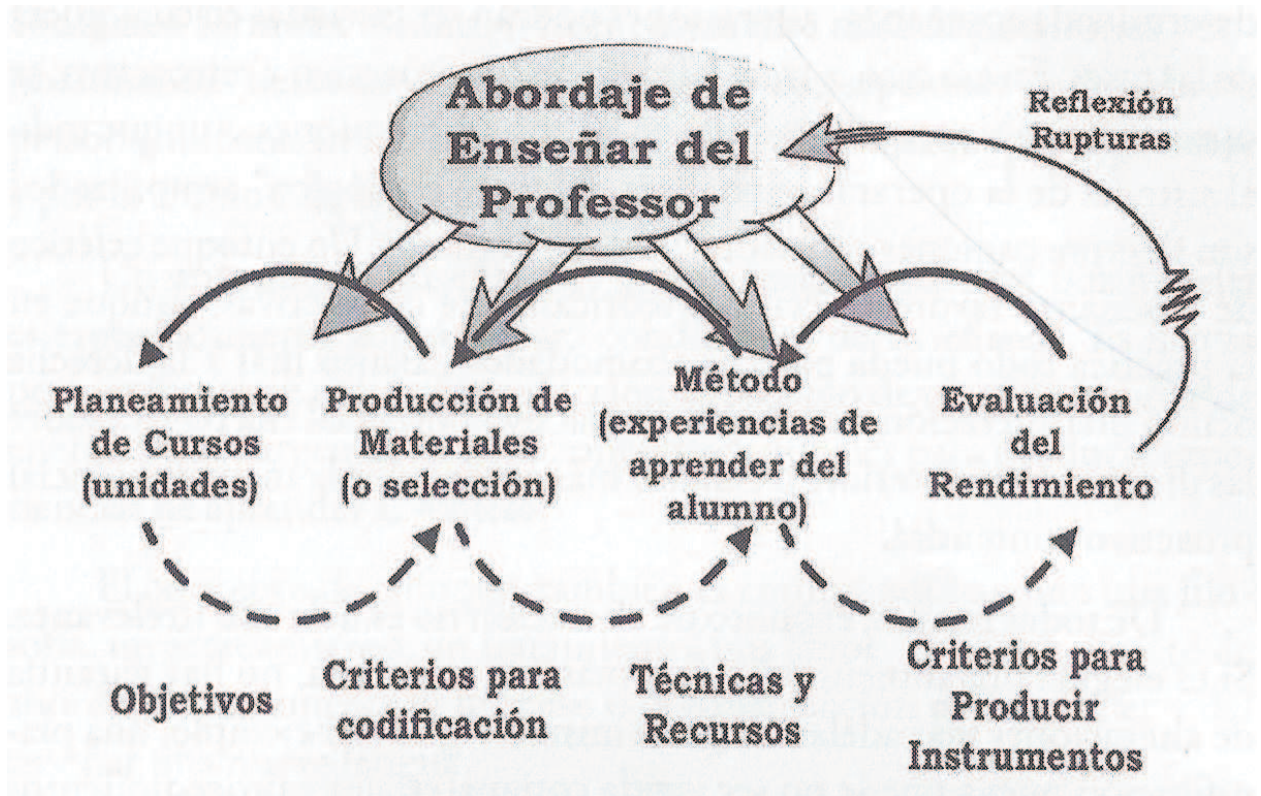 Abordaje de
Enseñar del
Professor
Reflexión
Rupturas
Planeamiento
de Cursos
(unidades)
Producción de
Materiales
(o selección)
Método
(experiencias de
aprender del
alumno)
Evaluación
del
Rendimiento
Objetivos
Criterios para
codificación
Técnicas y
Recursos
Criterios para
Producir
Instrumentos